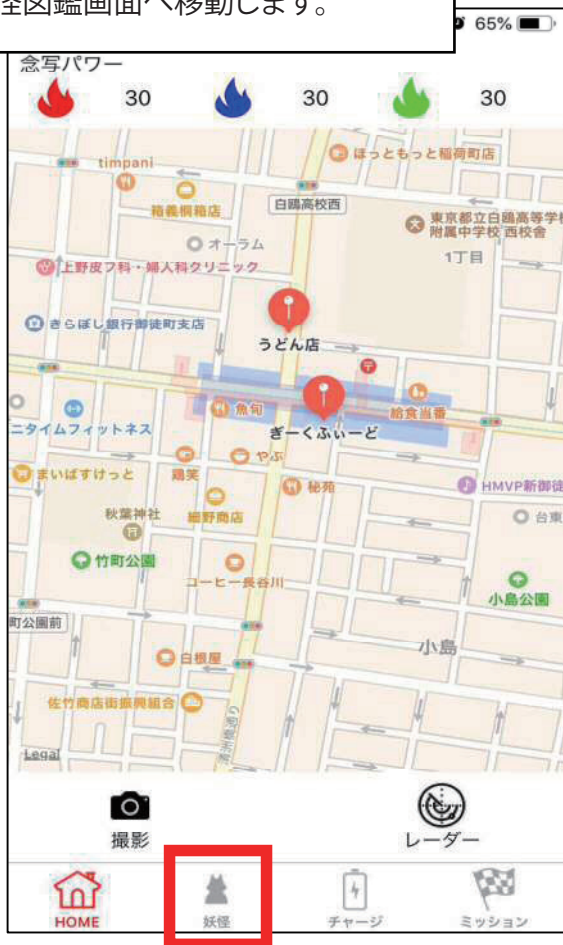 怪図鑑画面へ移動します。
65%
念写パワー
30 30 30
timpani
ほっともっと稲荷町店
箱義桐箱店
白鴎高校西
東京都立白鴎高等学校
附属中学校 西校舎
オーラム
1丁目
上野皮フ科・婦人科クリニック
きらぼし銀行御徒町支店
うどん店
魚旬
給食当番
ニタイムフィットネス
ぎーくふぃーど
やぶ
まいばすけっと
鶏笑
秘苑
HMVP新御徒
秋葉神社
細野商店
台東
竹町公園
コーヒー長谷川
小島公園
町公園前
小島
白根屋
佐竹商店街振興組合
清洲橋通り
Legal
撮影
レーダー
HOME
妖怪
チャージ
ミッション